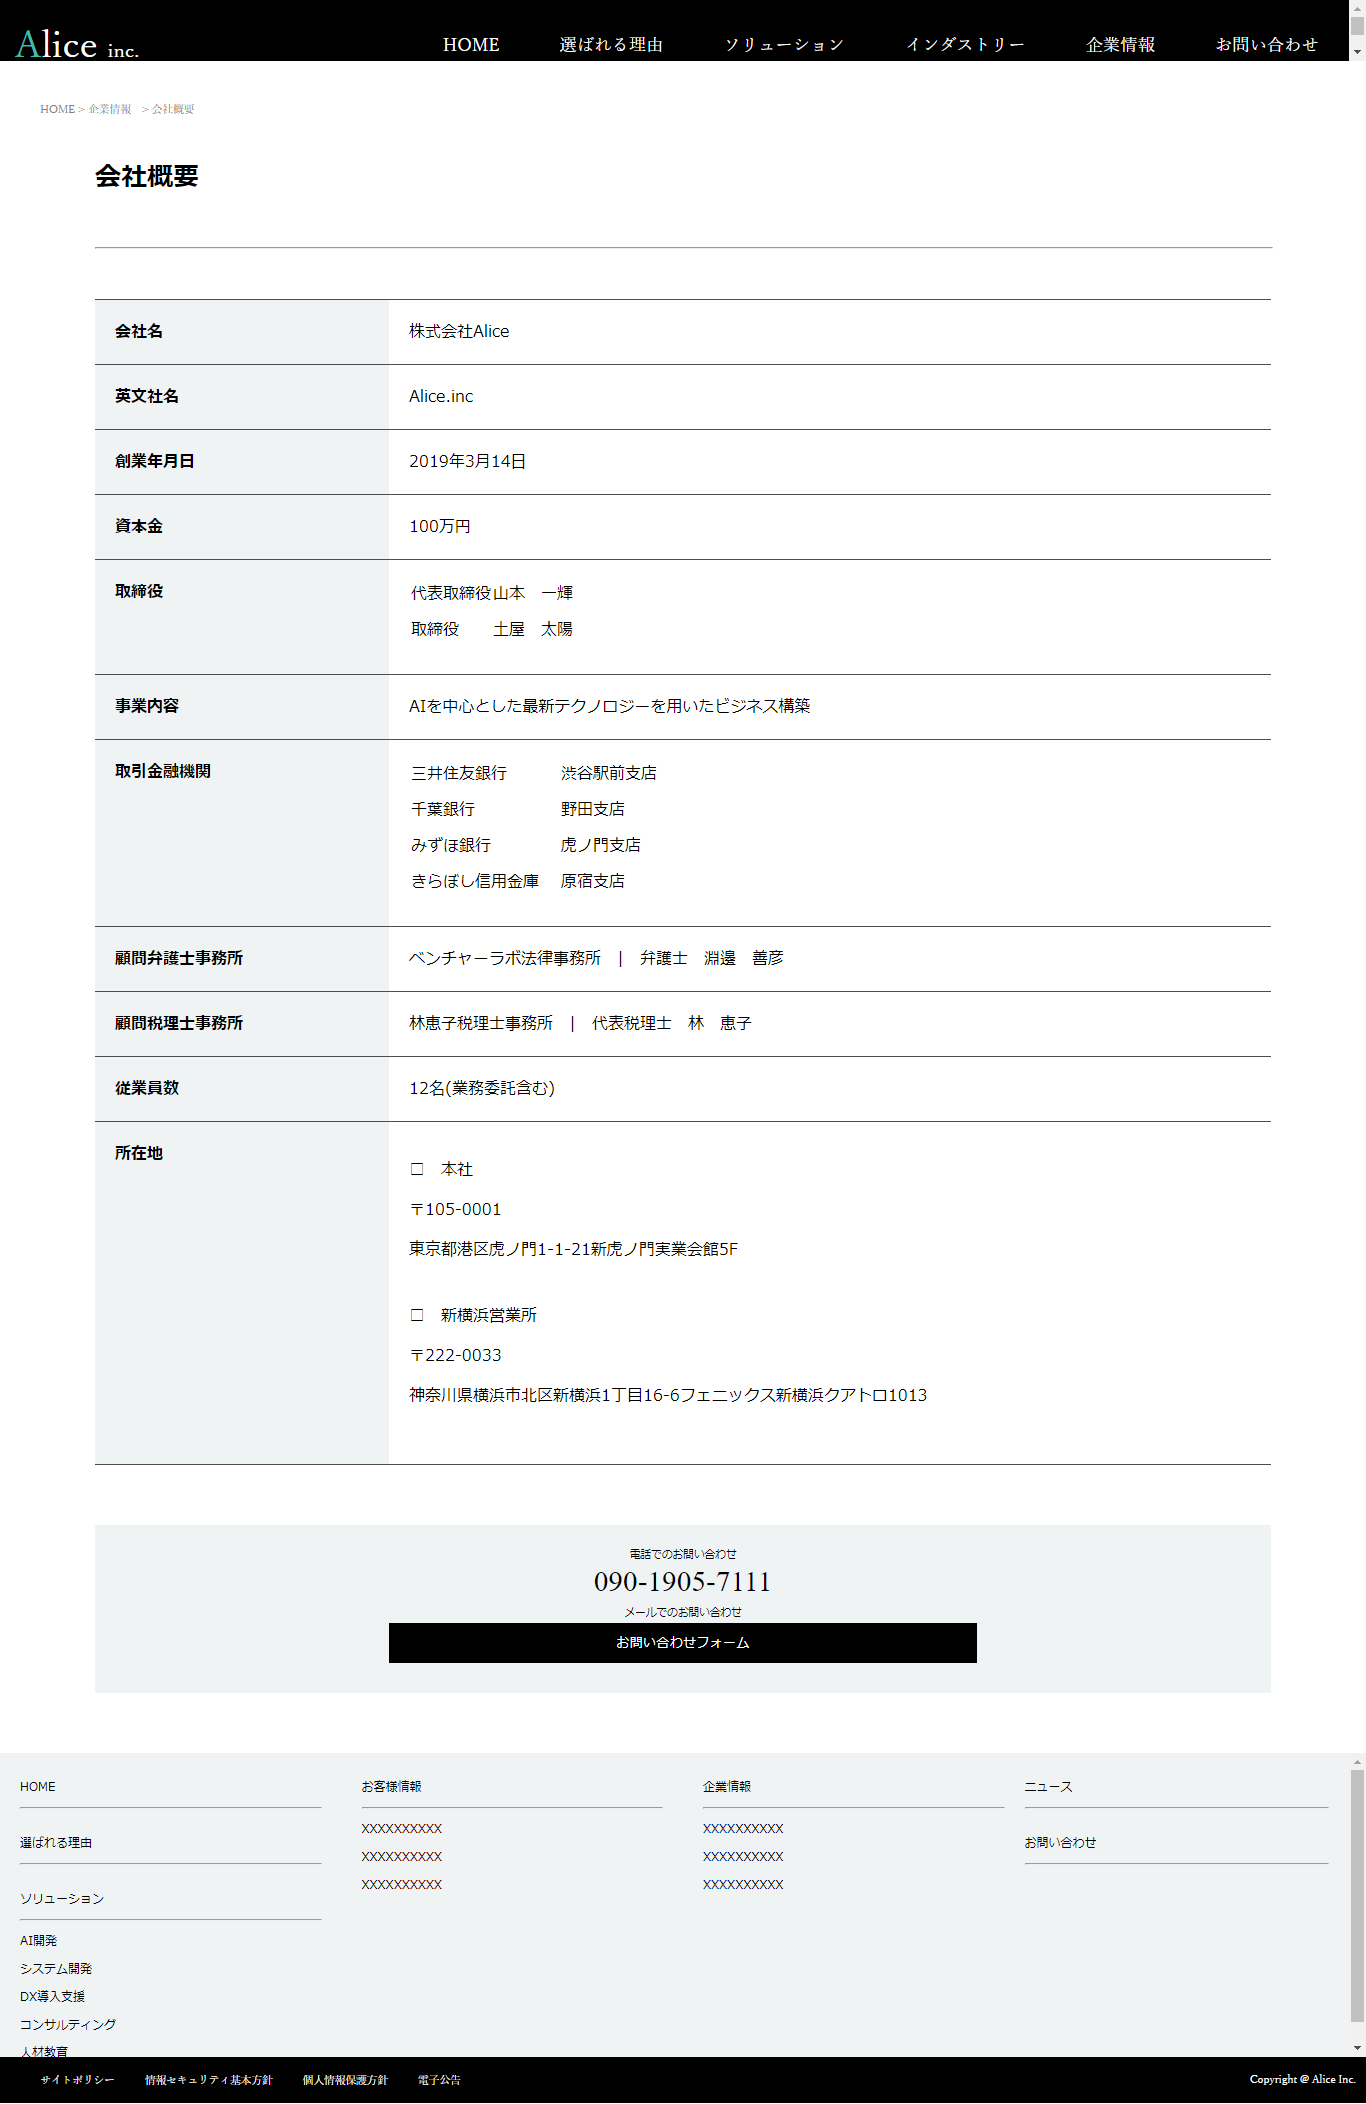 Alice inc.
HOME 選ばれる理由 ソリューション インダストリー 企業情報 お問い合わせ
HOME > 企業情報 > 会社概要
会社概要
会社名 株式会社Alice
英文社名 Alice.inc
創業年月日 2019年3月14日
資本金 100万円
取締役 代表取締役山本　一輝
取締役 土屋　太陽
事業内容 AIを中心とした最新テクノロジーを用いたビジネス構築
取引金融機関 三井住友銀行 渋谷駅前支店
千葉銀行 野田支店
みずほ銀行 虎ノ門支店
きらぼし信用金庫 原宿支店
顧問弁護士事務所 ベンチャーラボ法律事務所　|　弁護士　淵邊　善彦
顧問税理士事務所 林恵子税理士事務所　|　代表税理士　林　恵子
従業員数 12名(業務委託含む)
所在地
□　本社
〒105-0001
東京都港区虎ノ門1-1-21新虎ノ門実業会館5F
□　新横浜営業所
〒222-0033
神奈川県横浜市北区新横浜1丁目16-6フェニックス新横浜クアトロ1013
電話でのお問い合わせ
090-1905-7111
メールでのお問い合わせ
お問い合わせフォーム
HOME
選ばれる理由
ソリューション
AI開発
システム開発
DX導入支援
コンサルティング
人材教育
お客様情報
XXXXXXXXXX
XXXXXXXXXX
XXXXXXXXXX
企業情報
XXXXXXXXXX
XXXXXXXXXX
XXXXXXXXXX
ニュース
お問い合わせ
サイトポリシー 情報セキュリティ基本方針 個人情報保護方針 電子公告
Copyright @ Alice Inc.